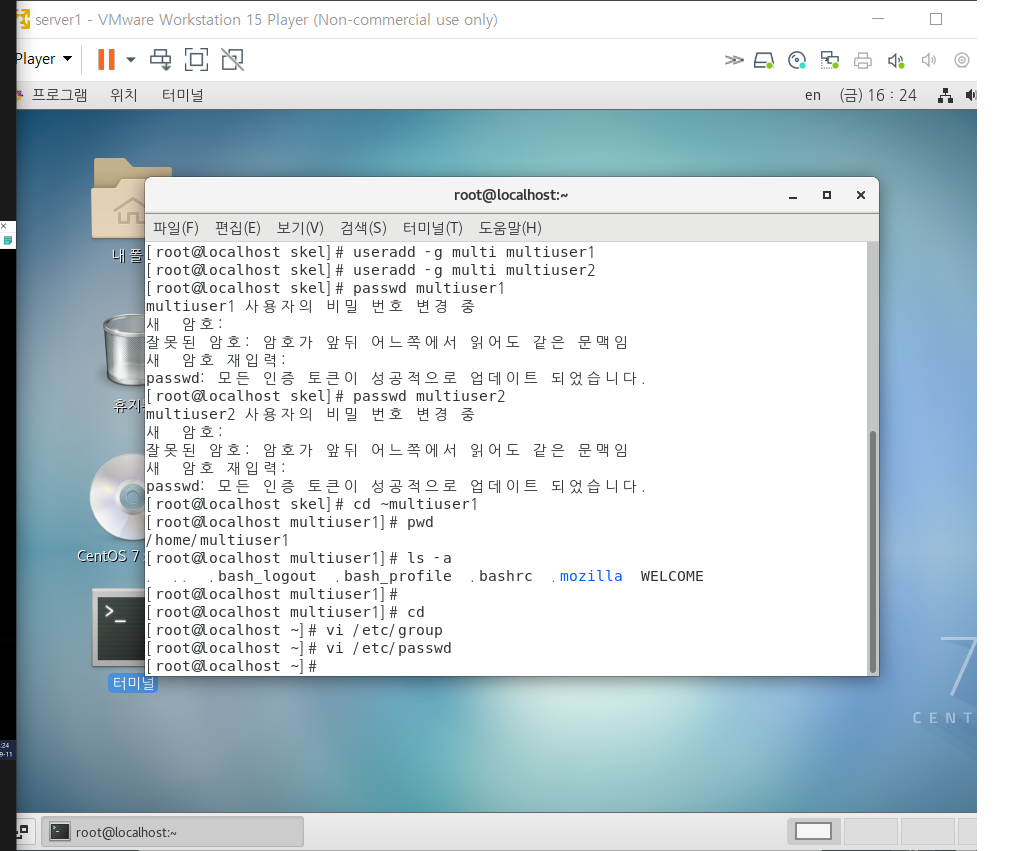 server1 - VMware Workstation 15 Player (Non-commercial use only)
Player
프로그램 위치 터미널 en (금) 16 : 24
root@localhost:~
파일(F) 편집(E) 보기(V) 검색(S) 터미널(T) 도움말(H)
[root@localhost skel]# useradd -g multi multiuser1
[root@localhost skel]# useradd -g multi multiuser2
[root@localhost skel]# passwd multiuser1
multiuser1 사용자의 비밀 번호 변경 중
새 암호:
잘못된 암호: 암호가 앞뒤 어느쪽에서 읽어도 같은 문맥임
새 암호 재입력:
passwd: 모든 인증 토큰이 성공적으로 업데이트 되었습니다.
[root@localhost skel]# passwd multiuser2
multiuser2 사용자의 비밀 번호 변경 중
새 암호:
잘못된 암호: 암호가 앞뒤 어느쪽에서 읽어도 같은 문맥임
새 암호 재입력:
passwd: 모든 인증 토큰이 성공적으로 업데이트 되었습니다.
[root@localhost skel]# cd ~multiuser1
[root@localhost multiuser1]# pwd
/home/multiuser1
[root@localhost multiuser1]# ls -a
. .. .bash_logout .bash_profile .bashrc .mozilla WELCOME
[root@localhost multiuser1]#
[root@localhost multiuser1]# cd
[root@localhost ~]# vi /etc/group
[root@localhost ~]# vi /etc/passwd
[root@localhost ~]#
내 폴
휴지
CentOS 7
터미널
7
CENT
root@localhost:~